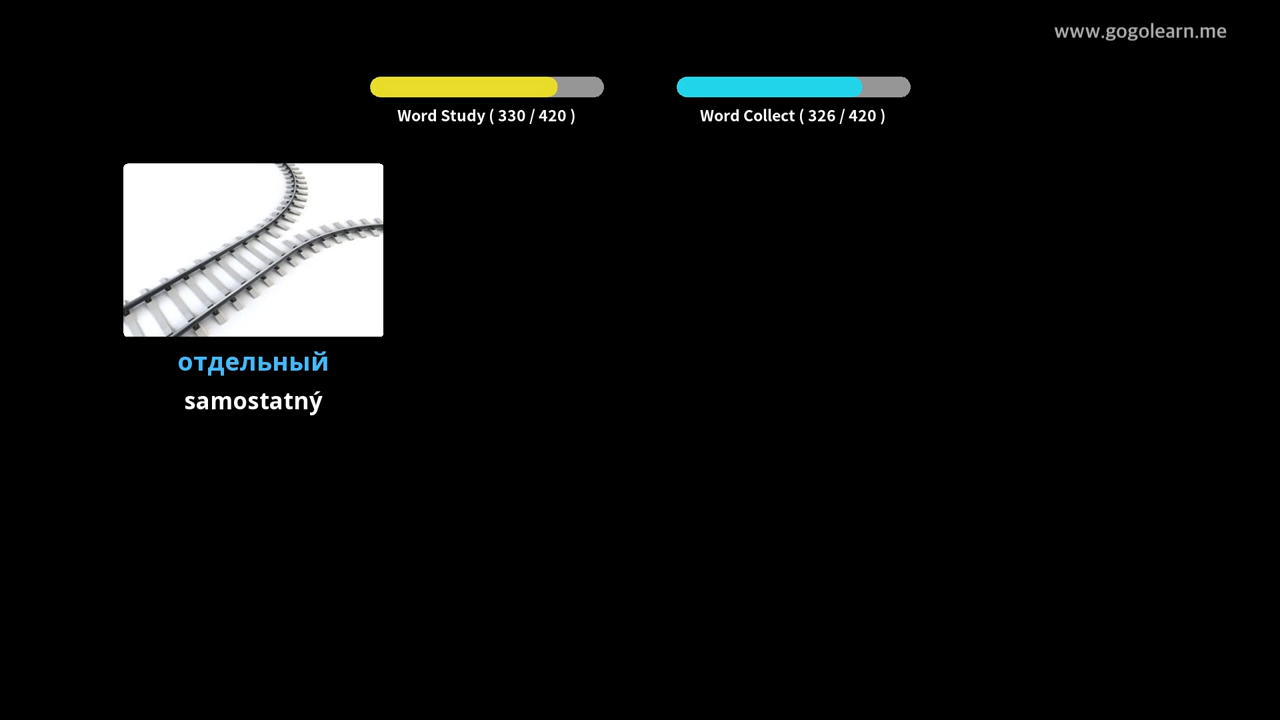 www.gogolearn.me
Word Study ( 330 / 420 )
Word Collect ( 326 / 420 )
отдельный
samostatný